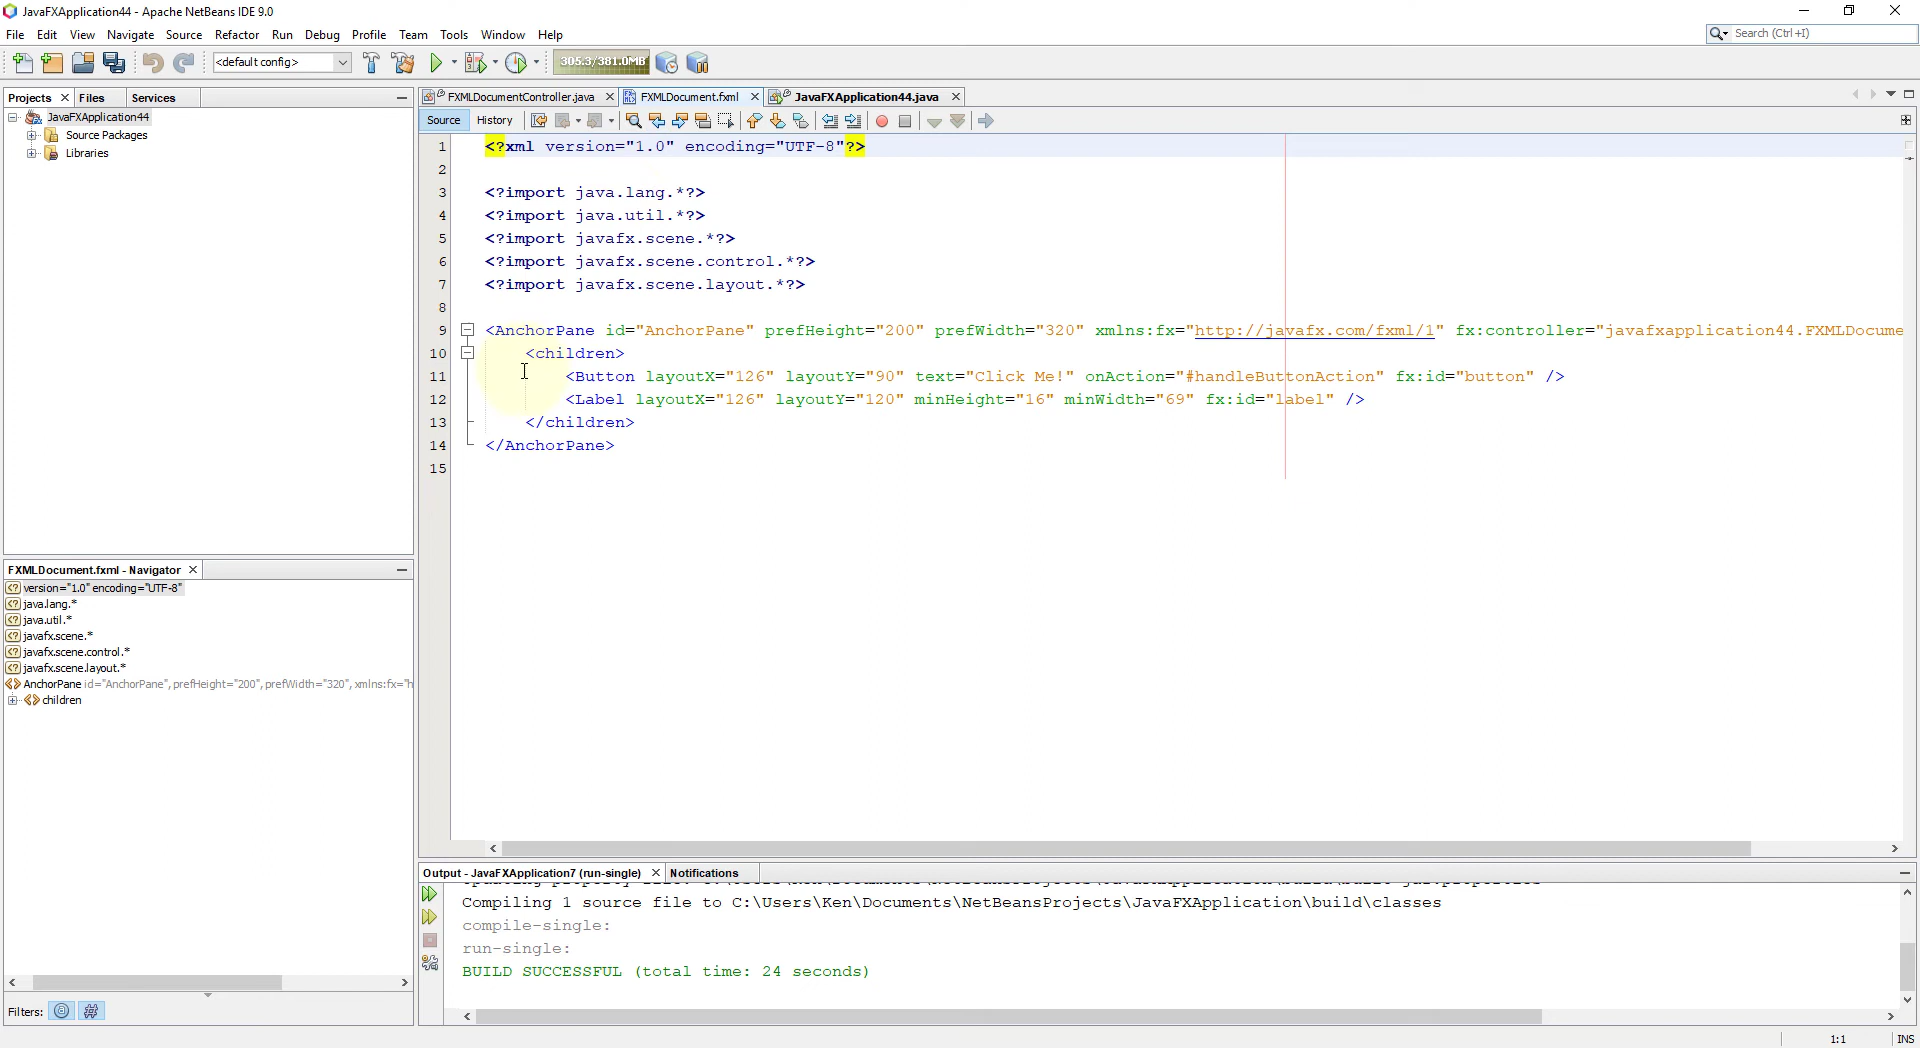 JavaFXApplication44 - Apache NetBeans IDE 9.0
File Edit View Navigate Source Refactor Run Debug Profile Team Tools Window Help
Search (Ctrl+I)
<default config>
305.3/381.0MB
Projects Files Services
JavaFXApplication44
Source Packages
Libraries
FXMLDocumentController.java FXMLDocument.fxml JavaFXApplication44.java
Source History
1 <?xml version="1.0" encoding="UTF-8"?>
2
3 <?import java.lang.*?>
4 <?import java.util.*?>
5 <?import javafx.scene.*?>
6 <?import javafx.scene.control.*?>
7 <?import javafx.scene.layout.*?>
8
9 <AnchorPane id="AnchorPane" prefHeight="200" prefWidth="320" xmlns:fx="http://javafx.com/fxml/1" fx:controller="javafxapplication44.FXMLDocume
10 <children>
11 <Button layoutX="126" layoutY="90" text="Click Me!" onAction="#handleButtonAction" fx:id="button" />
12 <Label layoutX="126" layoutY="120" minHeight="16" minWidth="69" fx:id="label" />
13 </children>
14 </AnchorPane>
15
FXMLDocument.fxml - Navigator
version="1.0" encoding="UTF-8"
java.lang.*
java.util.*
javafx.scene.*
javafx.scene.control.*
javafx.scene.layout.*
AnchorPane id="AnchorPane", prefHeight="200", prefWidth="320", xmlns:fx="h
children
Filters:
Output - JavaFXApplication7 (run-single) Notifications
Compiling 1 source file to C:\Users\Ken\Documents\NetBeansProjects\JavaFXApplication\build\classes
compile-single:
run-single:
BUILD SUCCESSFUL (total time: 24 seconds)
1:1 INS